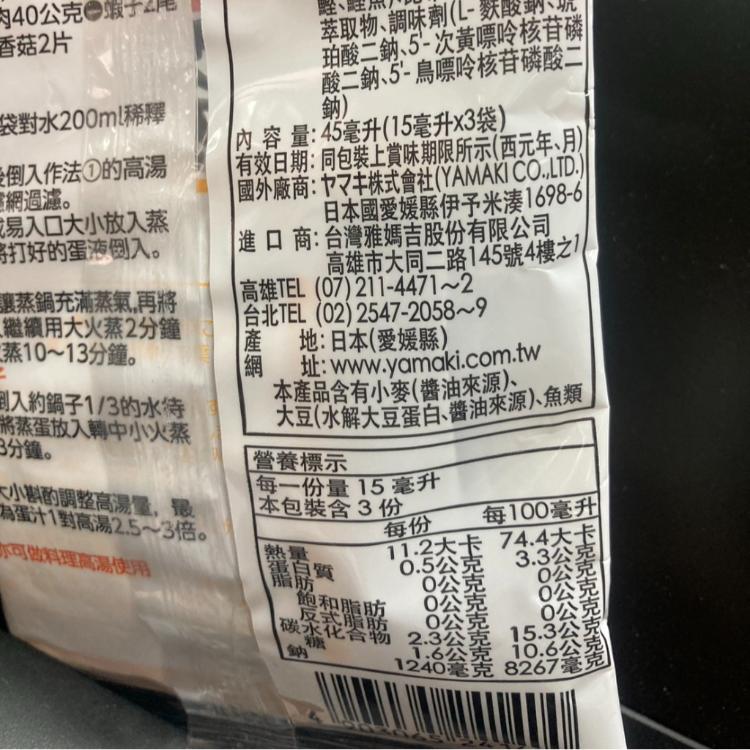 肉40公克●蝦子2尾
香菇2片
袋對水200ml稀釋
後倒入作法①的高湯
濾網過濾。
成易入口大小放入蒸
將打好的蛋液倒入。
讓蒸鍋充滿蒸氣,再將
繼續用大火蒸2分鐘
蒸10～13分鐘。
倒入約鍋子1/3的水待
將蒸蛋放入轉中小火蒸
3分鐘。
大小斟酌調整高湯量，最
為蛋汁1對高湯2.5～3倍。
亦可做料理高湯使用
萃取物、調味劑(L-麩酸鈉、琥
珀酸二鈉、5'-次黃嘌呤核苷磷
酸二鈉、5'-鳥嘌呤核苷磷酸二
鈉)
內容量:45毫升(15毫升x3袋)
有效日期:同包裝上賞味期限所示(西元年、月)
國外廠商:ヤマキ株式會社(YAMAKI CO.,LTD.)
日本國愛媛縣伊予米湊1698-6
進口商:台灣雅媽吉股份有限公司
高雄市大同二路145號4樓之1
高雄TEL (07) 211-4471～2
台北TEL (02) 2547-2058～9
產地:日本(愛媛縣)
網址:www.yamaki.com.tw
本產品含有小麥(醬油來源)、
大豆(水解大豆蛋白、醬油來源)、魚類
營養標示
每一份量 15 毫升
本包裝含 3 份
每份 每100毫升
熱量 11.2大卡 74.4大卡
蛋白質 0.5公克 3.3公克
脂肪 0公克 0公克
飽和脂肪 0公克 0公克
反式脂肪 0公克 0公克
碳水化合物 2.3公克 15.3公克
糖 1.6公克 10.6公克
鈉 1240毫克 8267毫克